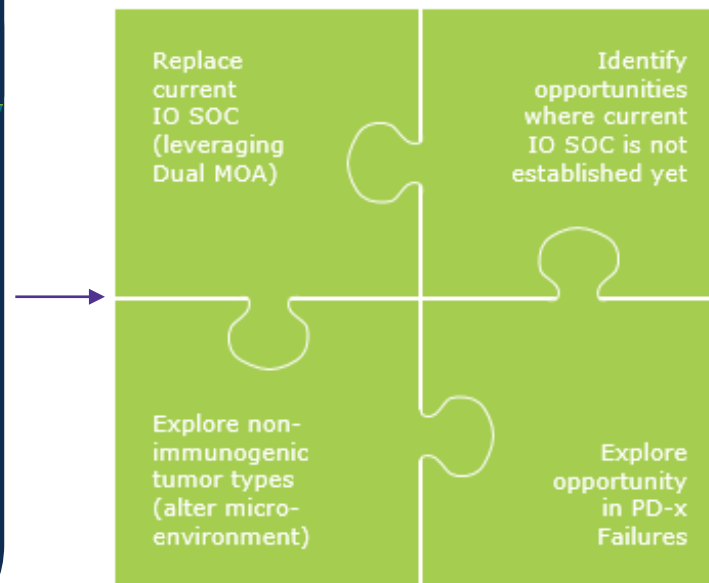 Replace
current
IO SOC
(leveraging
Dual MOA)
Identify
opportunities
where current
IO SOC is not
established yet
Explore non-
immunogenic
tumor types
(alter micro-
environment)
Explore
opportunity
in PD-x
Failures